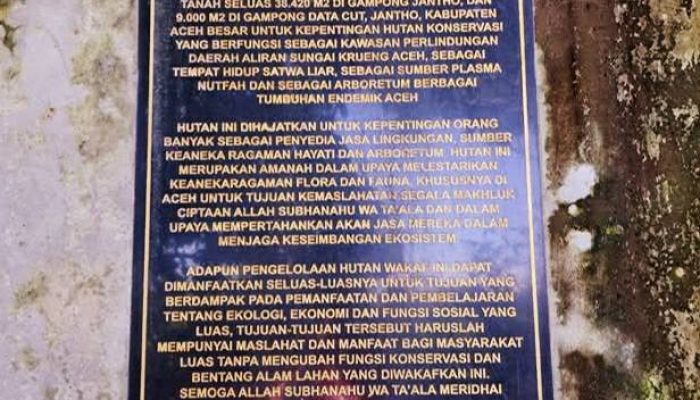 TANAH SELUAS 38.420 M2 DI GAMPONG JANTHO, DAN
9.000 M2 DI GAMPONG DATA CUT, JANTHO, KABUPATEN
ACEH BESAR UNTUK KEPENTINGAN HUTAN KONSERVASI
YANG BERFUNGSI SEBAGAI KAWASAN PERLINDUNGAN
DAERAH ALIRAN SUNGAI KRUENG ACEH, SEBAGAI
TEMPAT HIDUP SATWA LIAR, SEBAGAI SUMBER PLASMA
NUTFAH DAN SEBAGAI ARBORETUM BERBAGAI
TUMBUHAN ENDEMIK ACEH
HUTAN INI DIHAJATKAN UNTUK KEPENTINGAN ORANG
BANYAK SEBAGAI PENYEDIA JASA LINGKUNGAN, SUMBER
KEANEKA RAGAMAN HAYATI DAN ARBORETUM. HUTAN INI
MERUPAKAN AMANAH DALAM UPAYA MELESTARIKAN
KEANEKARAGAMAN FLORA DAN FAUNA, KHUSUSNYA DI
ACEH UNTUK TUJUAN KEMASLAHATAN SEGALA MAKHLUK
CIPTAAN ALLAH SUBHANAHU WA TA'ALA DAN DALAM
UPAYA MEMPERTAHANKAN AKAN JASA MEREKA DALAM
MENJAGA KESEIMBANGAN EKOSISTEM.
ADAPUN PENGELOLAAN HUTAN WAKAF INI DAPAT
DIMANFAATKAN SELUAS-LUASNYA UNTUK TUJUAN YANG
BERDAMPAK PADA PEMANFAATAN DAN PEMBELAJARAN
TENTANG EKOLOGI, EKONOMI DAN FUNGSI SOSIAL YANG
LUAS, TUJUAN-TUJUAN TERSEBUT HARUSLAH
MEMPUNYAI MASLAHAT DAN MANFAAT BAGI MASYARAKAT
LUAS TANPA MENGUBAH FUNGSI KONSERVASI DAN
BENTANG ALAM LAHAN YANG DIWAKAFKAN INI.
SEMOGA ALLAH SUBHANAHU WA TA'ALA MERIDHAI